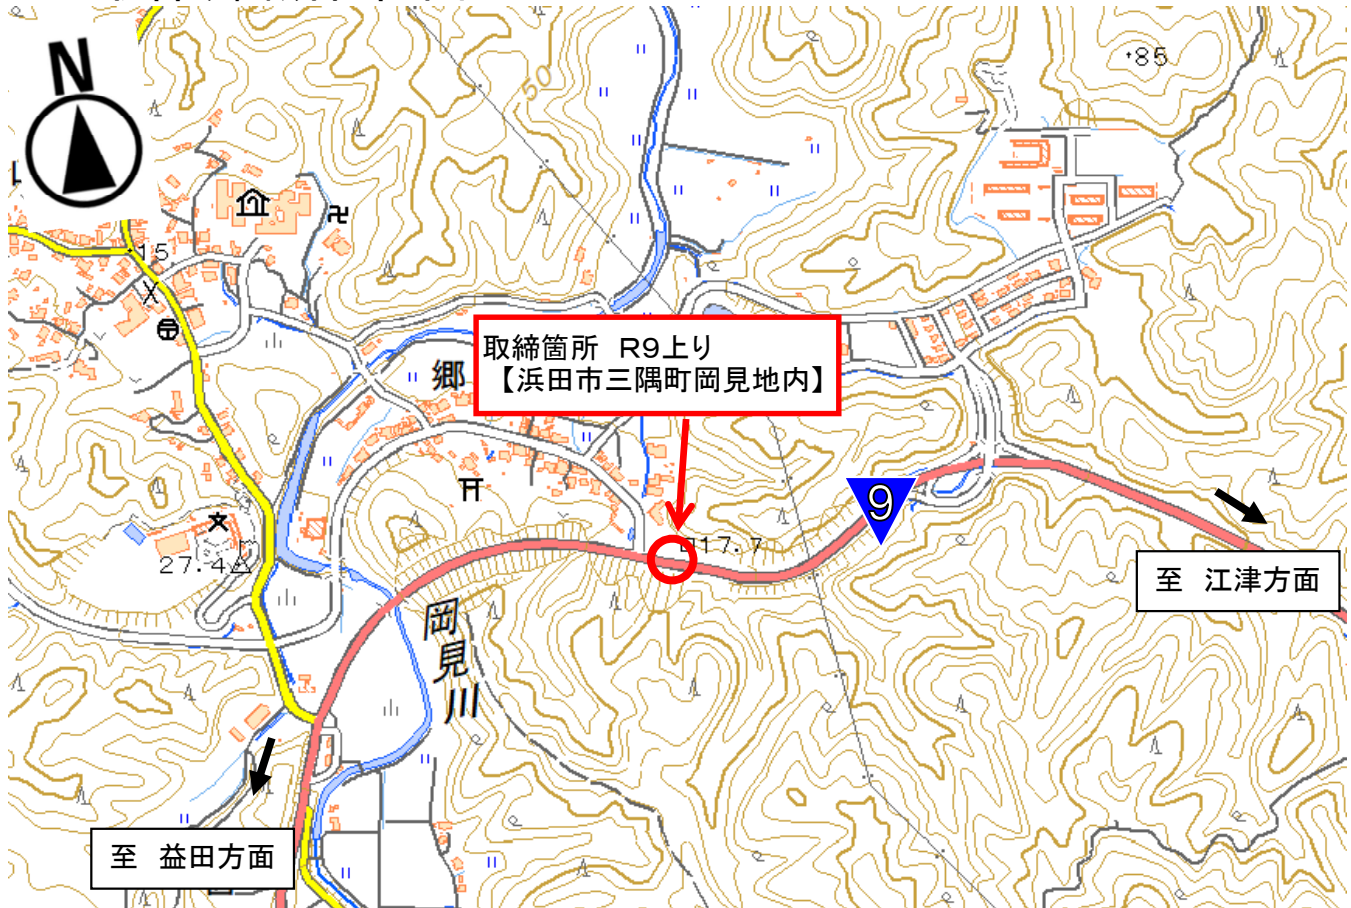 N
50
・85
15
取締箇所 R9上り
【浜田市三隅町岡見地内】
郷
9
17.7
27.4
至 江津方面
岡見川
至 益田方面